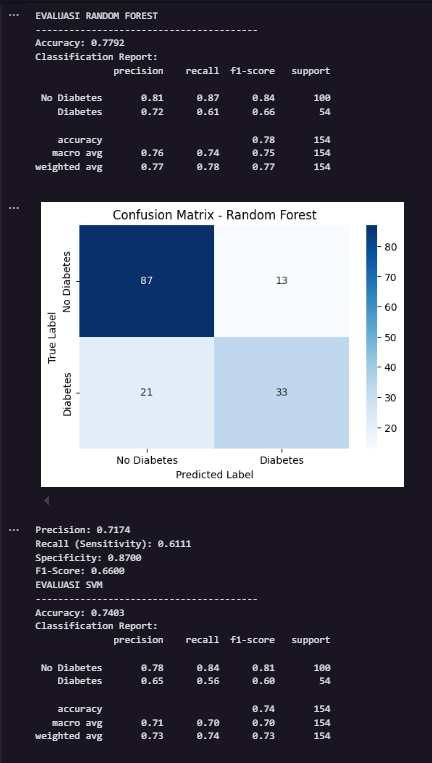 EVALUASI RANDOM FOREST
----------------------------------------
Accuracy: 0.7792
Classification Report:
precision recall f1-score support
No Diabetes 0.81 0.87 0.84 100
Diabetes 0.72 0.61 0.66 54
accuracy 0.78 154
macro avg 0.76 0.74 0.75 154
weighted avg 0.77 0.78 0.77 154
Confusion Matrix - Random Forest
True Label
No Diabetes
87 13
Diabetes
21 33
80
70
60
50
40
30
20
No Diabetes Diabetes
Predicted Label
Precision: 0.7174
Recall (Sensitivity): 0.6111
Specificity: 0.8700
F1-Score: 0.6600
EVALUASI SVM
----------------------------------------
Accuracy: 0.7403
Classification Report:
precision recall f1-score support
No Diabetes 0.78 0.84 0.81 100
Diabetes 0.65 0.56 0.60 54
accuracy 0.74 154
macro avg 0.71 0.70 0.70 154
weighted avg 0.73 0.74 0.73 154